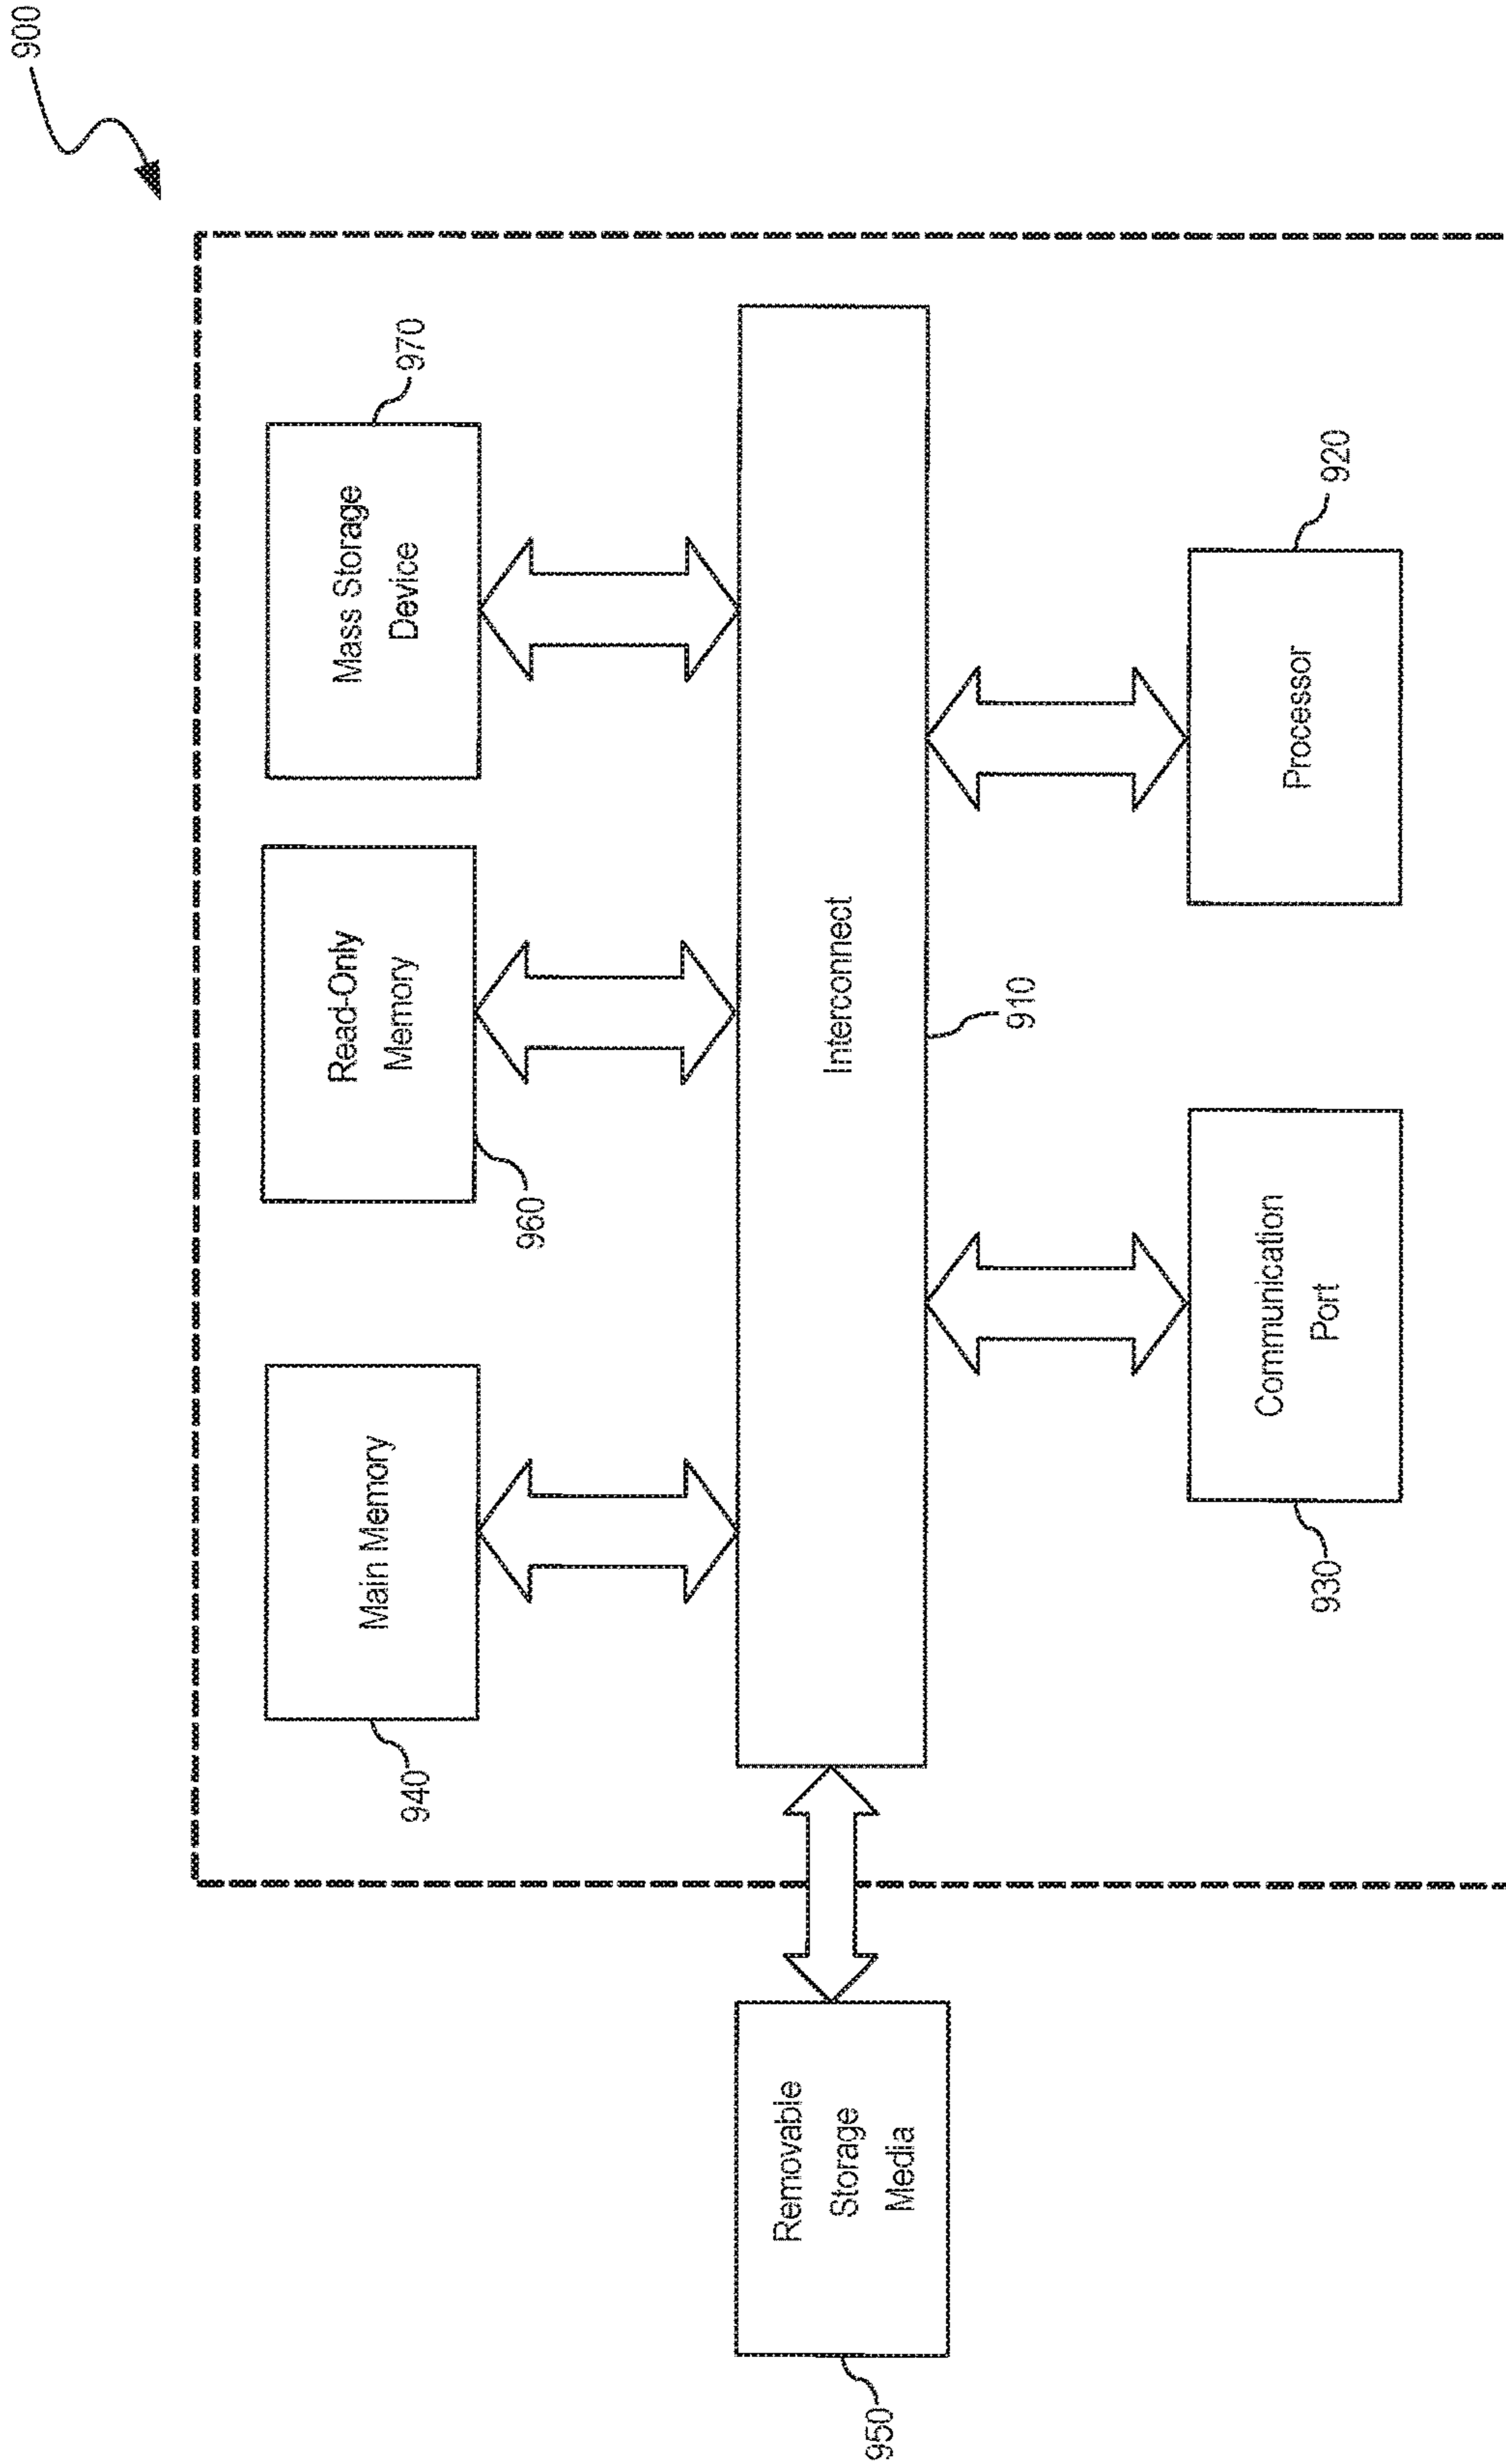 900
Main Memory
940
Read-Only
Memory
960
Mass Storage
Device
970
Removable
Storage
Media
950
Interconnect
910
Communication
Port
930
Processor
920